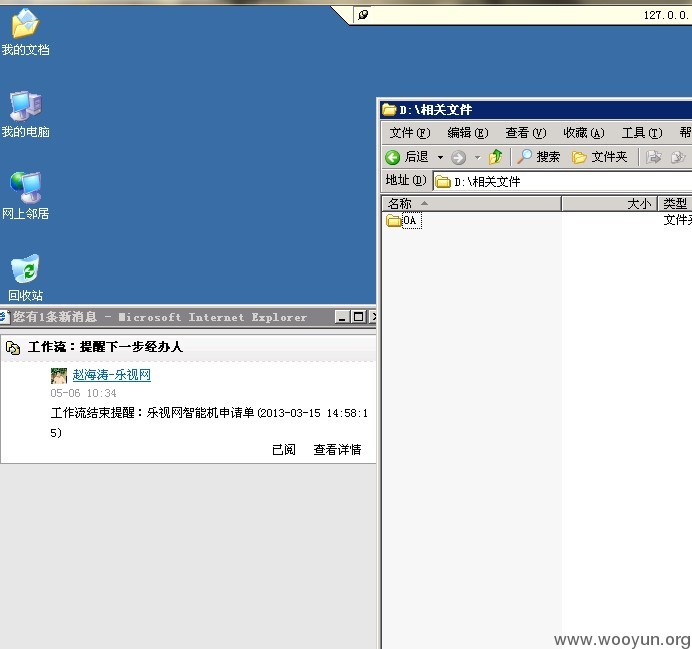 127.0.0.
我的文档
我的电脑
网上邻居
回收站
D:\相关文件
文件(F) 编辑(E) 查看(V) 收藏(A) 工具(T) 帮
后退 搜索 文件夹
地址(D) D:\相关文件
名称 大小 类型
OA 文件夹
您有1条新消息 - Microsoft Internet Explorer
工作流：提醒下一步经办人
赵海涛-乐视网
05-06 10:34
工作流结束提醒：乐视网智能机申请单(2013-03-15 14:58:1
5)
已阅 查看详情
www.wooyun.org